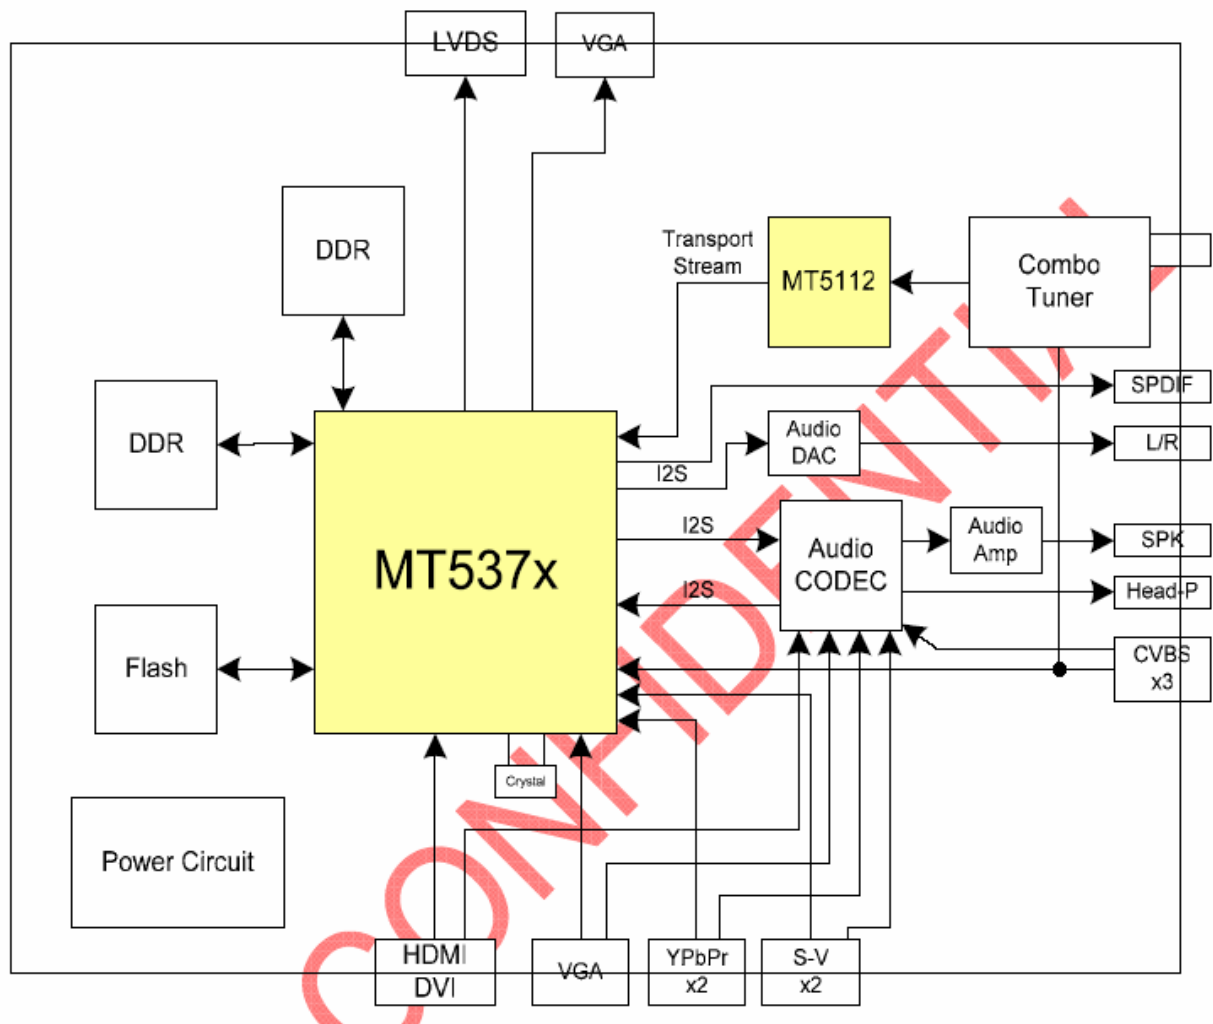 LVDS
VGA
DDR
Transport
Stream
MT5112
Combo
Tuner
SPDIF
DDR
Audio
DAC
L/R
I2S
I2S
MT537x
Audio
CODEC
Audio
Amp
SPK
I2S
Head-P
Flash
CVBS
x3
Crystal
Power Circuit
HDMI
DVI
VGA
YPbPr
x2
S-V
x2
CONFIDENTIAL